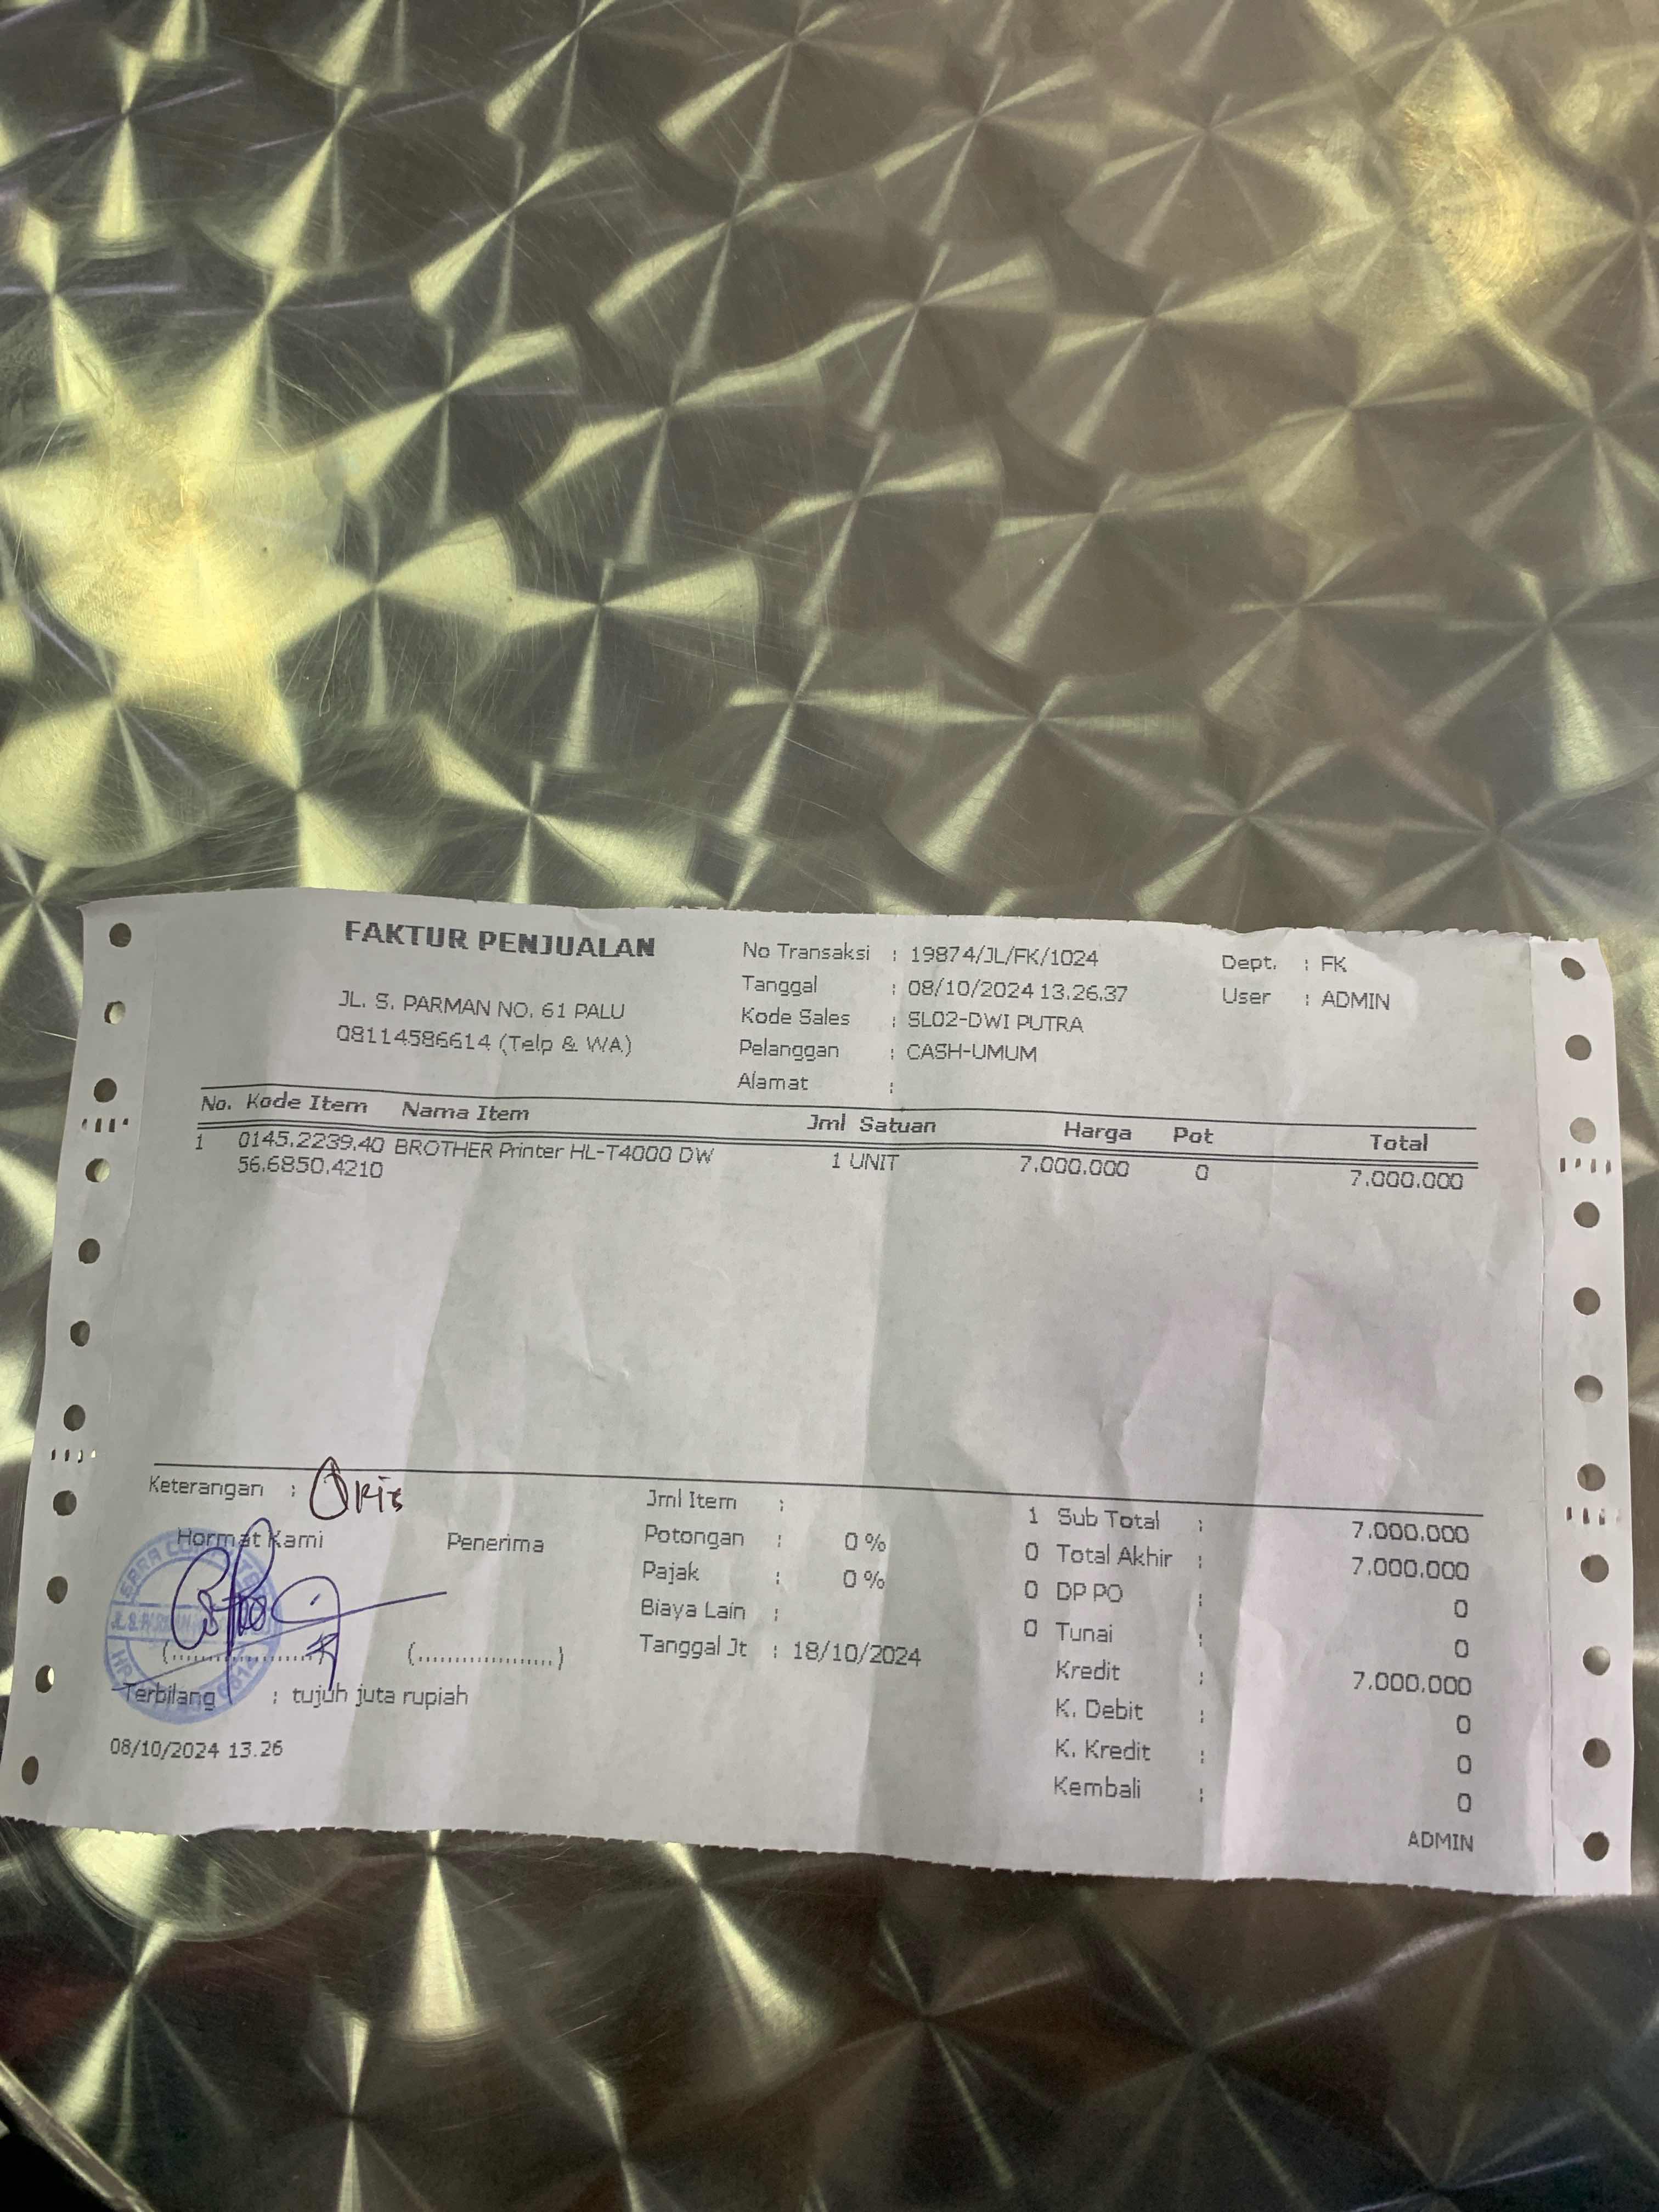 FAKTUR PENJUALAN
JL. S. PARMAN NO. 61 PALU
08114586614 (Telp & WA)
No Transaksi : 19874/JL/FK/1024
Tanggal : 08/10/2024 13.26.37
Kode Sales : SL02-DWI PUTRA
Pelanggan : CASH-UMUM
Alamat :
Dept. : FK
User : ADMIN
No. Kode Item Nama Item Jml Satuan Harga Pot Total
1 0145.2239.40 BROTHER Printer HL-T4000 DW 1 UNIT 7.000.000 0 7.000.000
56.6850.4210
Keterangan :
Hormat Kami Penerima
(....................) (....................)
Terbilang : tujuh juta rupiah
08/10/2024 13.26
Jml Item : 1
Potongan : 0 % 0
Pajak : 0 % 0
Biaya Lain : 0
Tanggal Jt : 18/10/2024
Sub Total : 7.000.000
Total Akhir : 7.000.000
DP PO : 0
Tunai : 0
Kredit : 7.000.000
K. Debit : 0
K. Kredit : 0
Kembali : 0
ADMIN